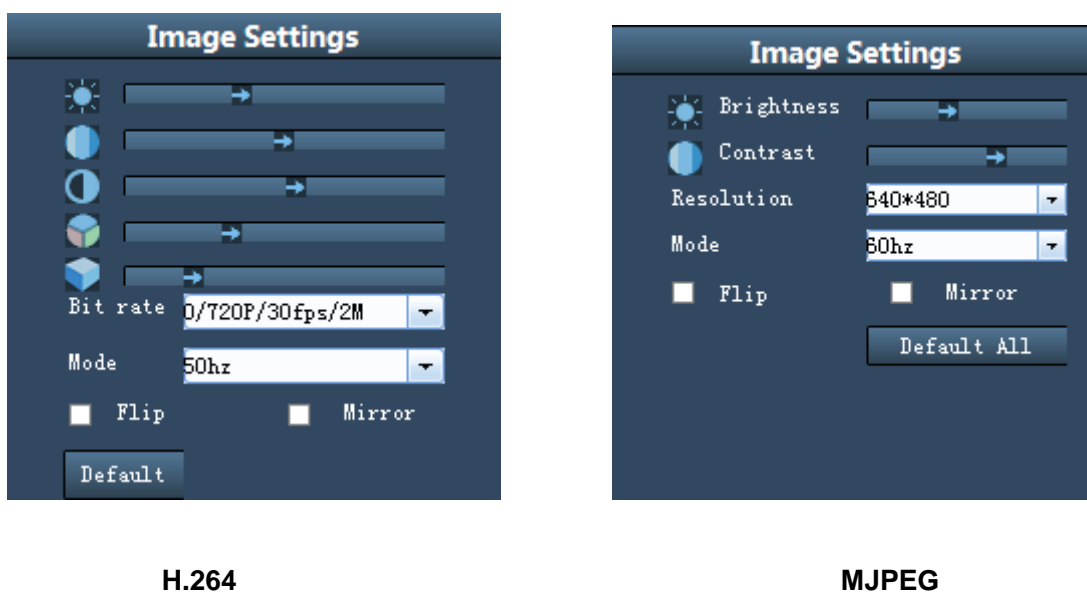 Image Settings
Bit rate 0/720P/30fps/2M
Mode 50hz
Flip Mirror
Default
Image Settings
Brightness
Contrast
Resolution 640*480
Mode 60hz
Flip Mirror
Default All
H.264
MJPEG